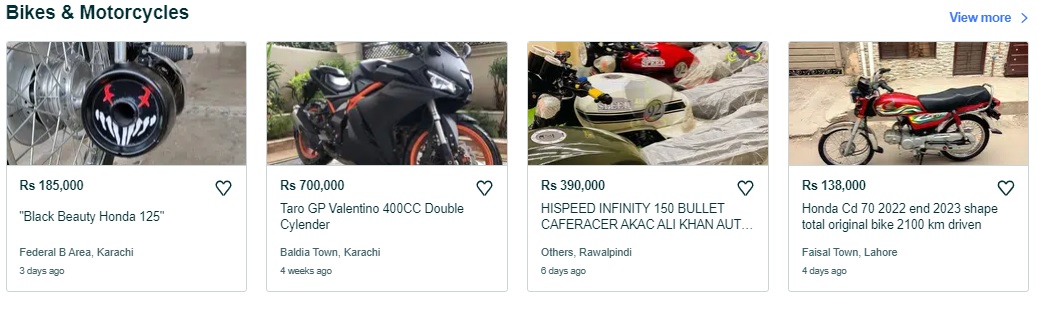 Bikes & Motorcycles
View more
Rs 185,000
"Black Beauty Honda 125"
Federal B Area, Karachi
3 days ago
Rs 700,000
Taro GP Valentino 400CC Double
Cylender
Baldia Town, Karachi
4 weeks ago
SPEED
Rs 390,000
HISPEED INFINITY 150 BULLET
CAFERACER AKAC ALI KHAN AUT…
Others, Rawalpindi
6 days ago
Rs 138,000
Honda Cd 70 2022 end 2023 shape
total original bike 2100 km driven
Faisal Town, Lahore
4 days ago